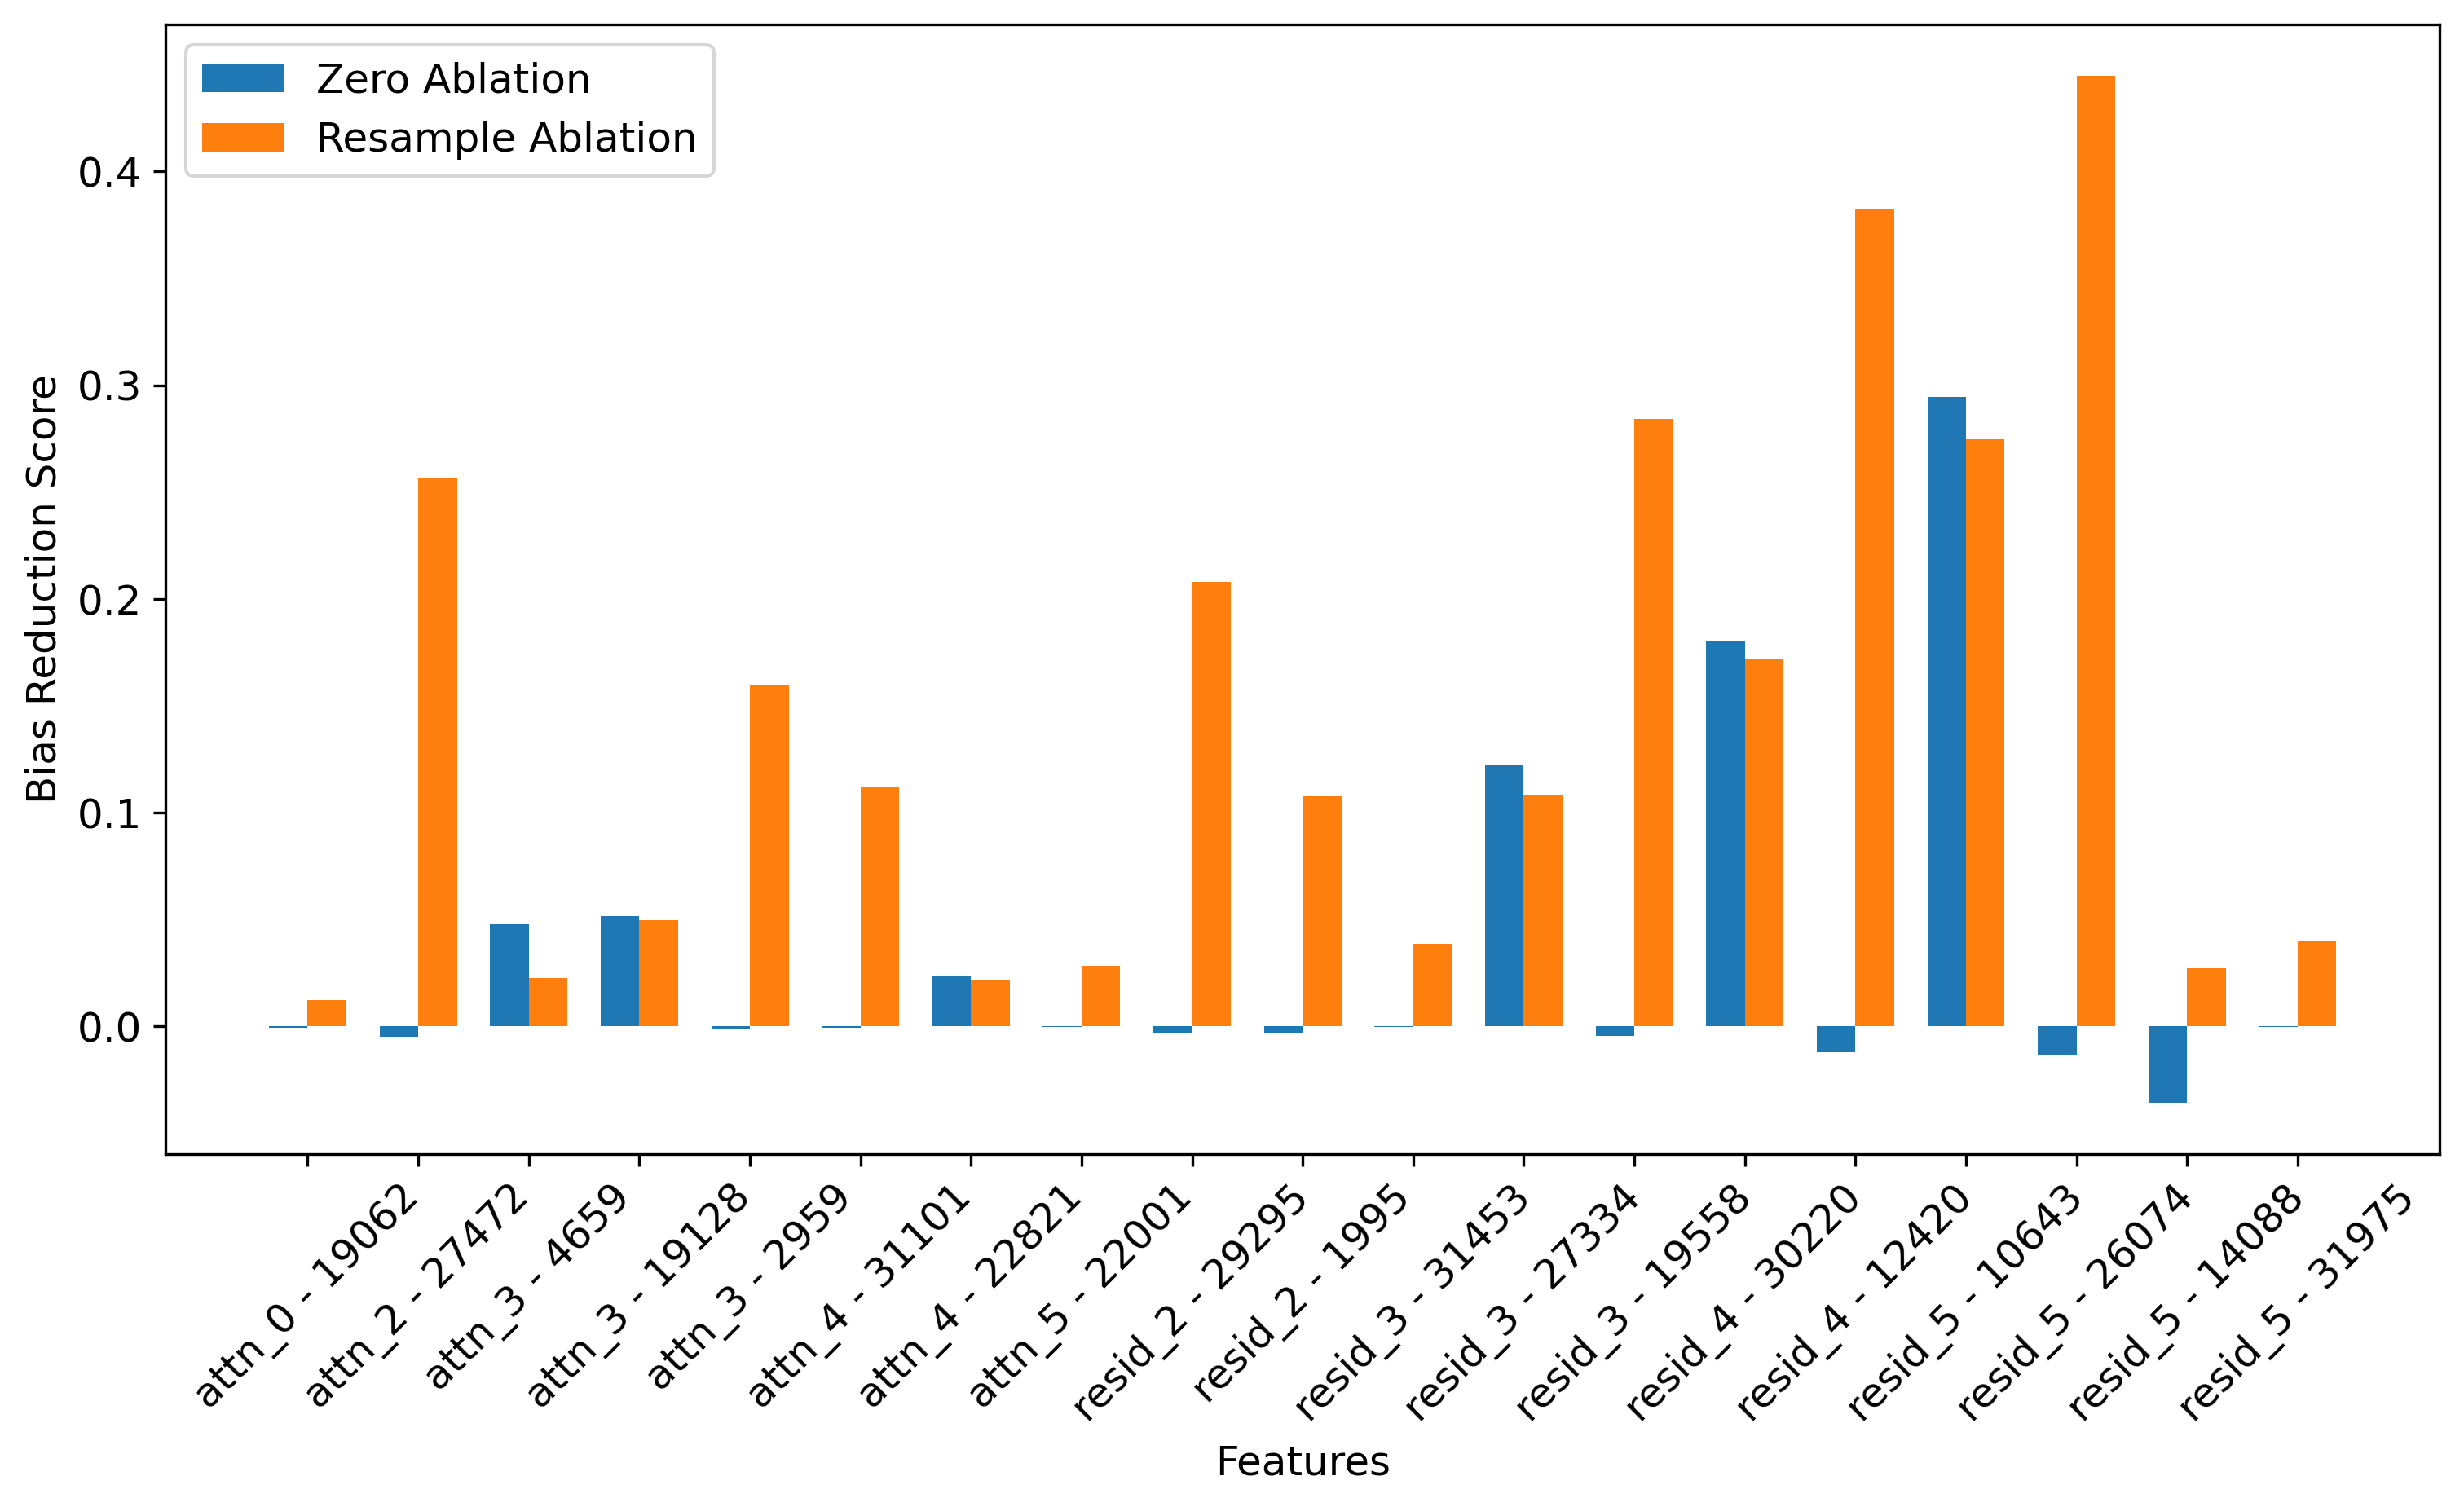 Zero Ablation
Resample Ablation
Bias Reduction Score
0.4
0.3
0.2
0.1
0.0
attn_0 - 19062
attn_2 - 27472
attn_3 - 4659
attn_3 - 19128
attn_3 - 2959
attn_4 - 31101
attn_4 - 22821
attn_5 - 22001
resid_2 - 29295
resid_2 - 1995
resid_3 - 31453
resid_3 - 27334
resid_3 - 19558
resid_4 - 30220
resid_4 - 12420
resid_5 - 10643
resid_5 - 26074
resid_5 - 14088
resid_5 - 31975
Features